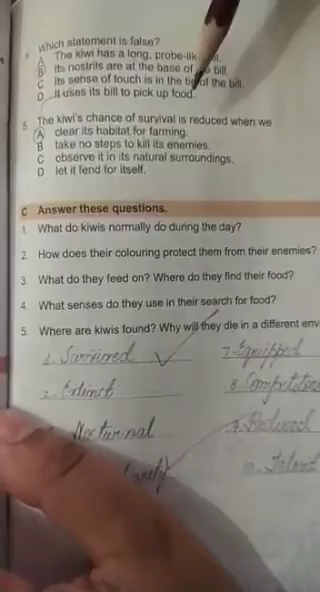 4. Which statement is false?
A The kiwi has a long, probe-like bill.
B its nostrils are at the base of its bill.
C its sense of touch is in the tip of the bill.
D It uses its bill to pick up food.
5. The kiwi's chance of survival is reduced when we
A clear its habitat for farming.
B take no steps to kill its enemies.
C observe it in its natural surroundings.
D let it fend for itself.
C Answer these questions.
1. What do kiwis normally do during the day?
2. How does their colouring protect them from their enemies?
3. What do they feed on? Where do they find their food?
4. What senses do they use in their search for food?
5. Where are kiwis found? Why will they die in a different env
1. Survived 7. Equipped
2. Extinct 8. Competitors
Nocturnal 9. Reduced
10.